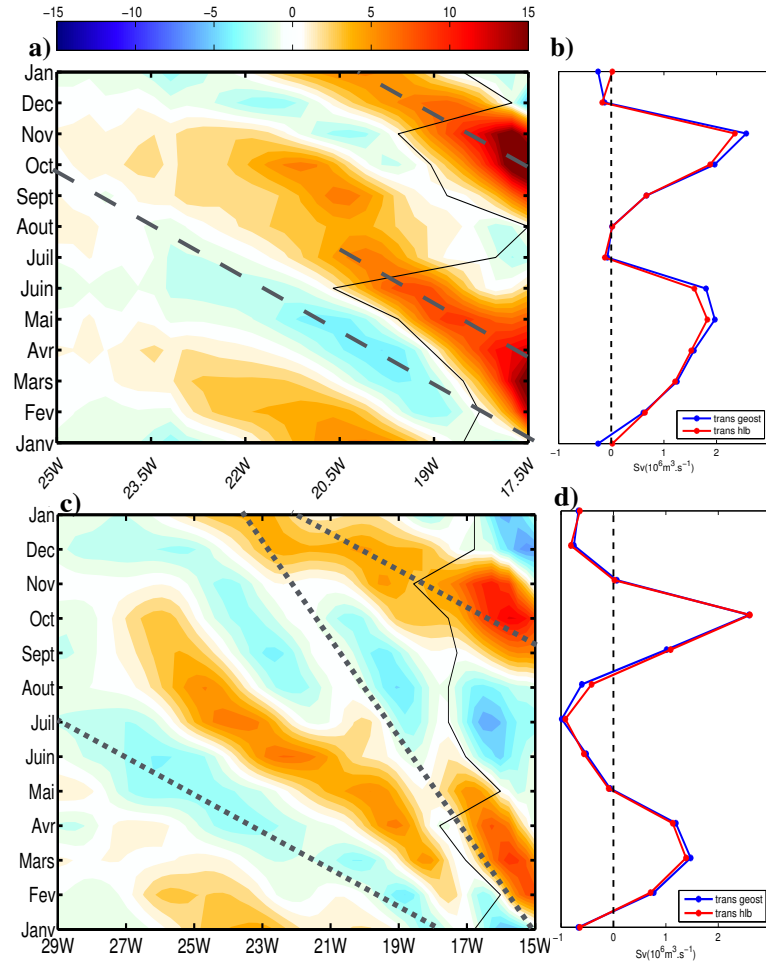 −15 −10 −5 0 5 10 15
a)
b)
Jan
Dec
Nov
Oct
Sept
Aout
Juil
Juin
Mai
Avr
Mars
Fev
Janv
25W 23.5W 22W 20.5W 19W 17.5W
trans geost
trans hlb
−1 0 1 2
Sv(10⁶m³.s⁻¹)
c)
d)
Jan
Dec
Nov
Oct
Sept
Aout
Juil
Juin
Mai
Avr
Mars
Fev
Janv
29W 27W 25W 23W 21W 19W 17W 15W
trans geost
trans hlb
−1 0 1 2
Sv(10⁶m³.s⁻¹)